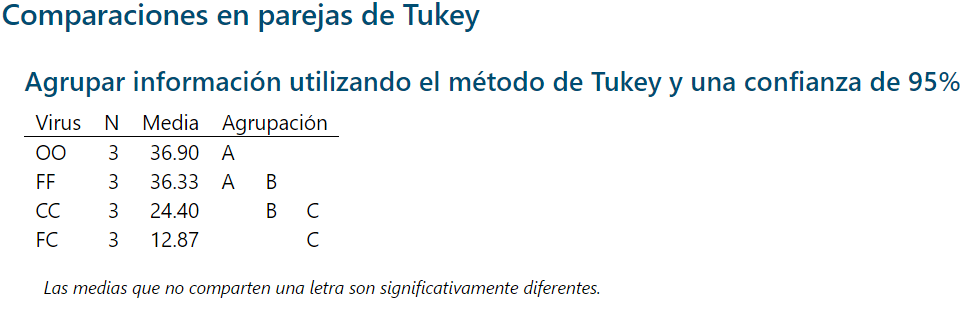 Comparaciones en parejas de Tukey
Agrupar información utilizando el método de Tukey y una confianza de 95%
Virus N Media Agrupación
OO 3 36.90 A
FF 3 36.33 A B
CC 3 24.40 B C
FC 3 12.87 C
Las medias que no comparten una letra son significativamente diferentes.